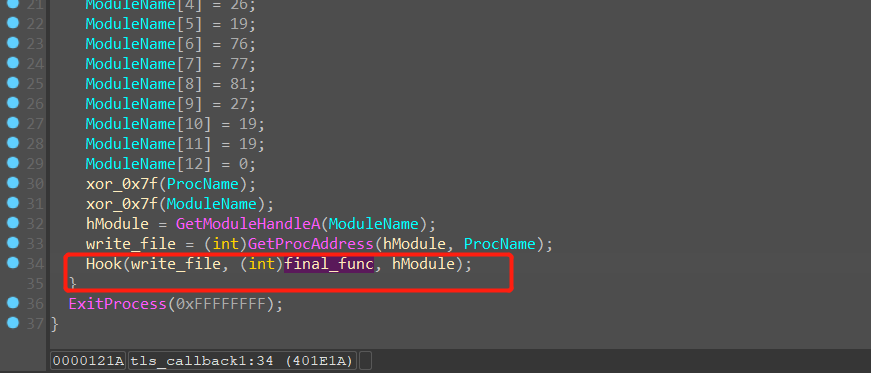 21 ModuleName[4] = 26;
22 ModuleName[5] = 19;
23 ModuleName[6] = 76;
24 ModuleName[7] = 77;
25 ModuleName[8] = 81;
26 ModuleName[9] = 27;
27 ModuleName[10] = 19;
28 ModuleName[11] = 19;
29 ModuleName[12] = 0;
30 xor_0x7f(ProcName);
31 xor_0x7f(ModuleName);
32 hModule = GetModuleHandleA(ModuleName);
33 write_file = (int)GetProcAddress(hModule, ProcName);
34 Hook(write_file, (int)final_func, hModule);
35 }
36 ExitProcess(0xFFFFFFFF);
37 }
0000121A tls_callback1:34 (401E1A)